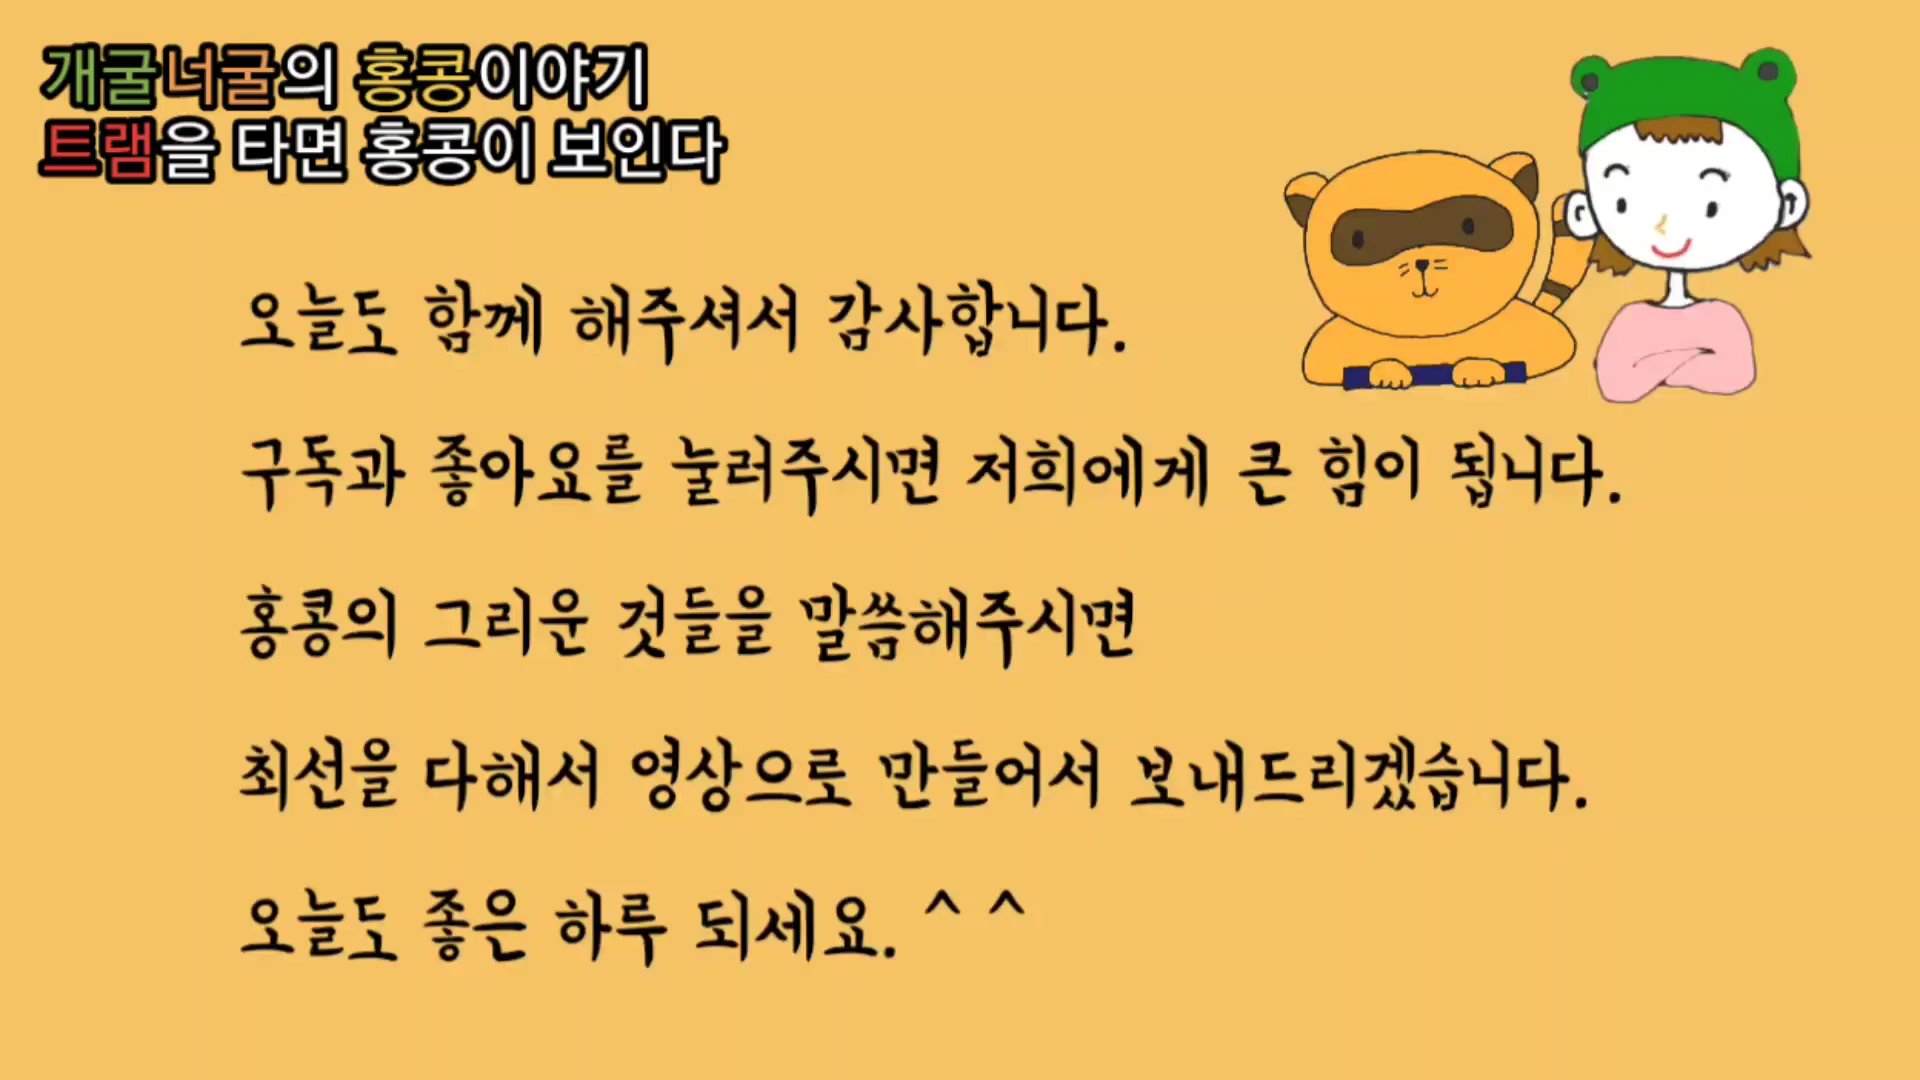 개굴너굴의 홍콩이야기
트램을 타면 홍콩이 보인다
오늘도 함께 해주셔서 감사합니다.
구독과 좋아요를 눌러주시면 저희에게 큰 힘이 됩니다.
홍콩의 그리운 것들을 말씀해주시면
최선을 다해서 영상으로 만들어서 보내드리겠습니다.
오늘도 좋은 하루 되세요. ^ ^